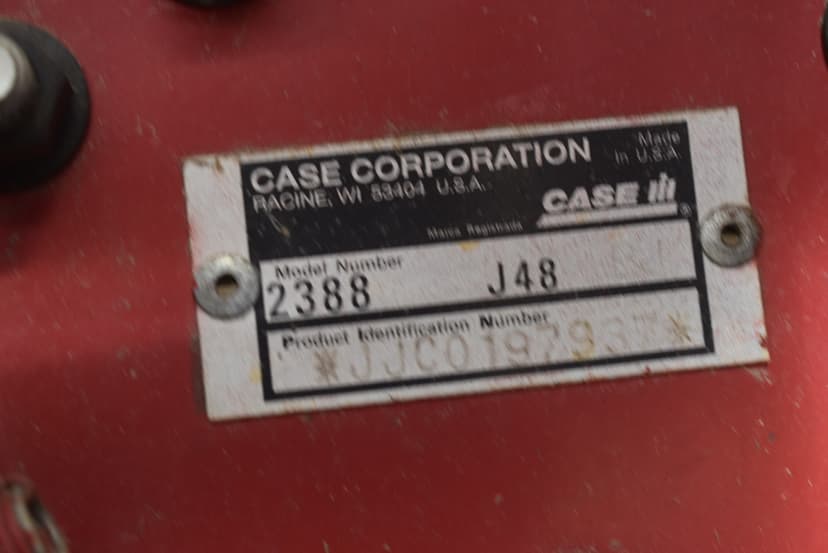 CASE CORPORATION
RACINE, WI 53404 U.S.A.
Made
in U.S.A.
CASE IH
®
Marca Registrada
Model Number
2388 J48
Product Identification Number
*JJC0197937*